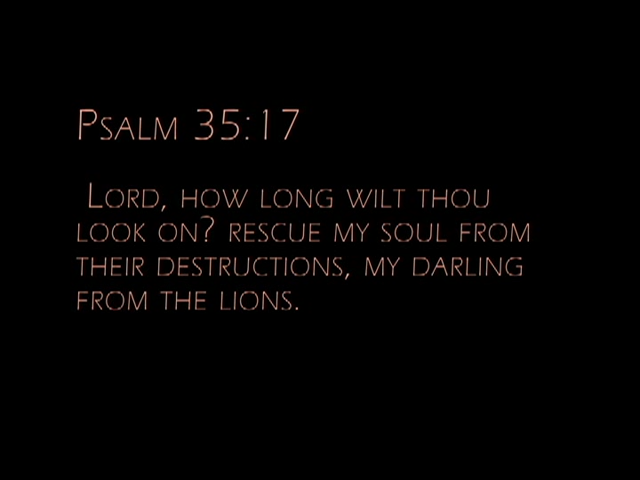 Psalm 35:17
Lord, how long wilt thou
look on? rescue my soul from
their destructions, my darling
from the lions.